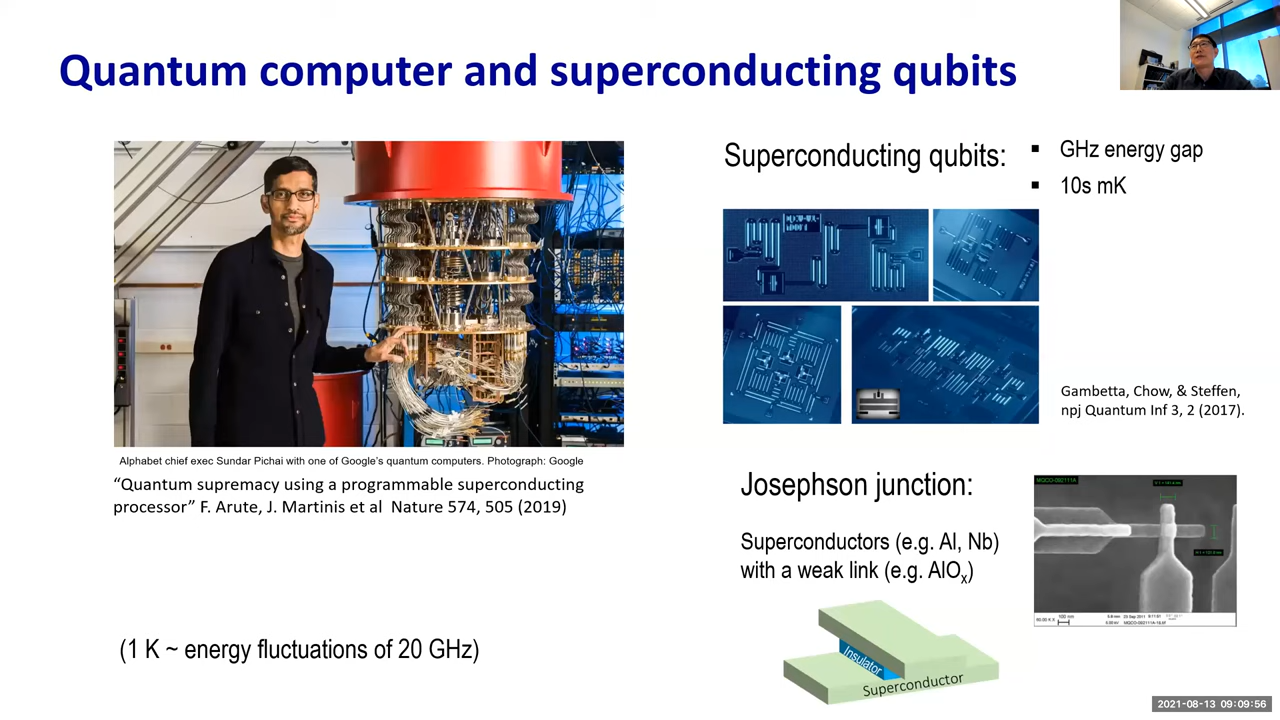 Quantum computer and superconducting qubits
Alphabet chief exec Sundar Pichai with one of Google's quantum computers. Photograph: Google
“Quantum supremacy using a programmable superconducting
processor” F. Arute, J. Martinis et al Nature 574, 505 (2019)
(1 K ~ energy fluctuations of 20 GHz)
Superconducting qubits:
▪ GHz energy gap
▪ 10s mK
Gambetta, Chow, & Steffen,
npj Quantum Inf 3, 2 (2017).
Josephson junction:
Superconductors (e.g. Al, Nb)
with a weak link (e.g. AlOx)
Insulator
Superconductor
100 nm
2021-08-13 09:09:56